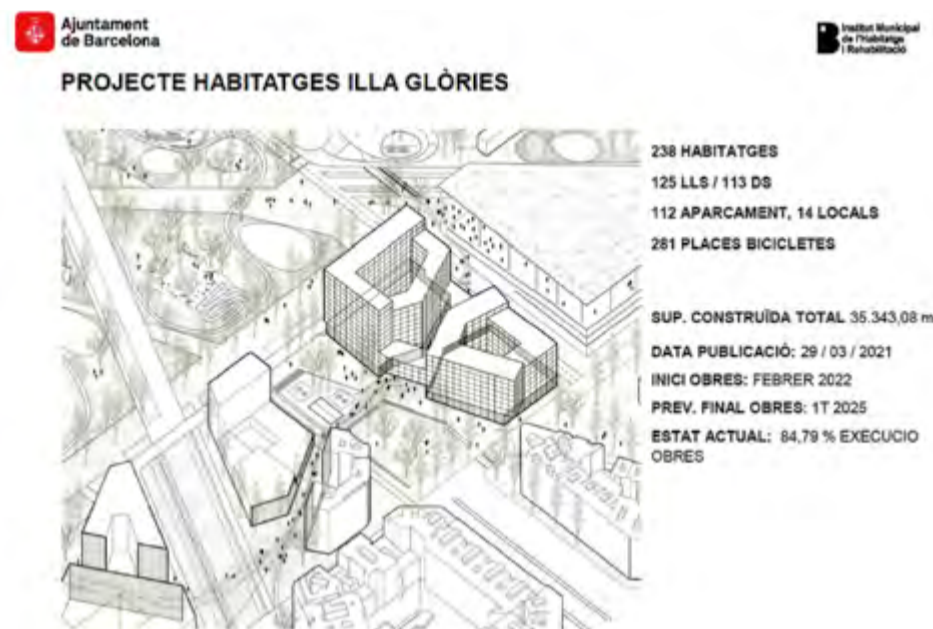 Ajuntament
de Barcelona
Institut Municipal
de l'Habitatge
i Rehabilitació
PROJECTE HABITATGES ILLA GLÒRIES
238 HABITATGES
125 LLS / 113 DS
112 APARCAMENT, 14 LOCALS
281 PLACES BICICLETES
SUP. CONSTRUÏDA TOTAL 35.343,08 m
DATA PUBLICACIÓ: 29 / 03 / 2021
INICI OBRES: FEBRER 2022
PREV. FINAL OBRES: 1T 2025
ESTAT ACTUAL: 84,79 % EXECUCIO
OBRES